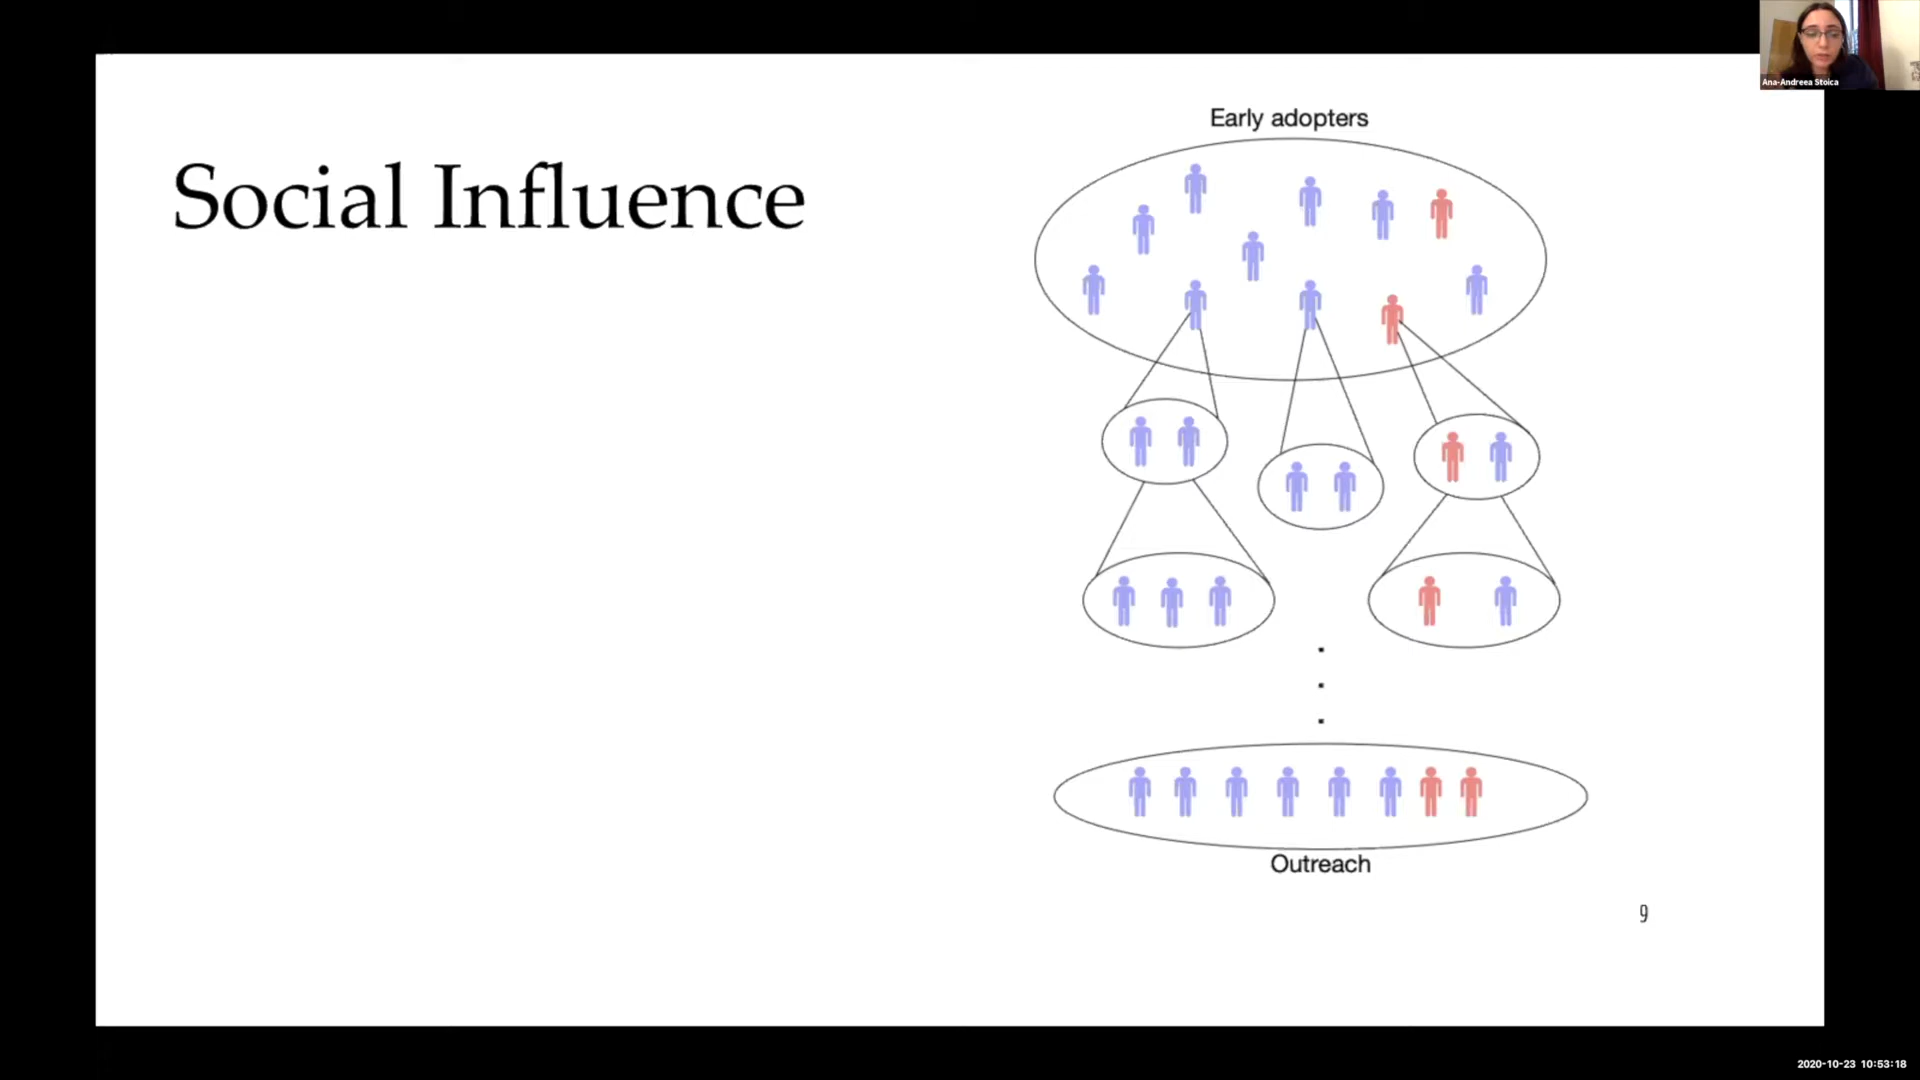 Ana-Andreea Stoica
Social Influence
Early adopters
Outreach
9
2020-10-23 10:53:18